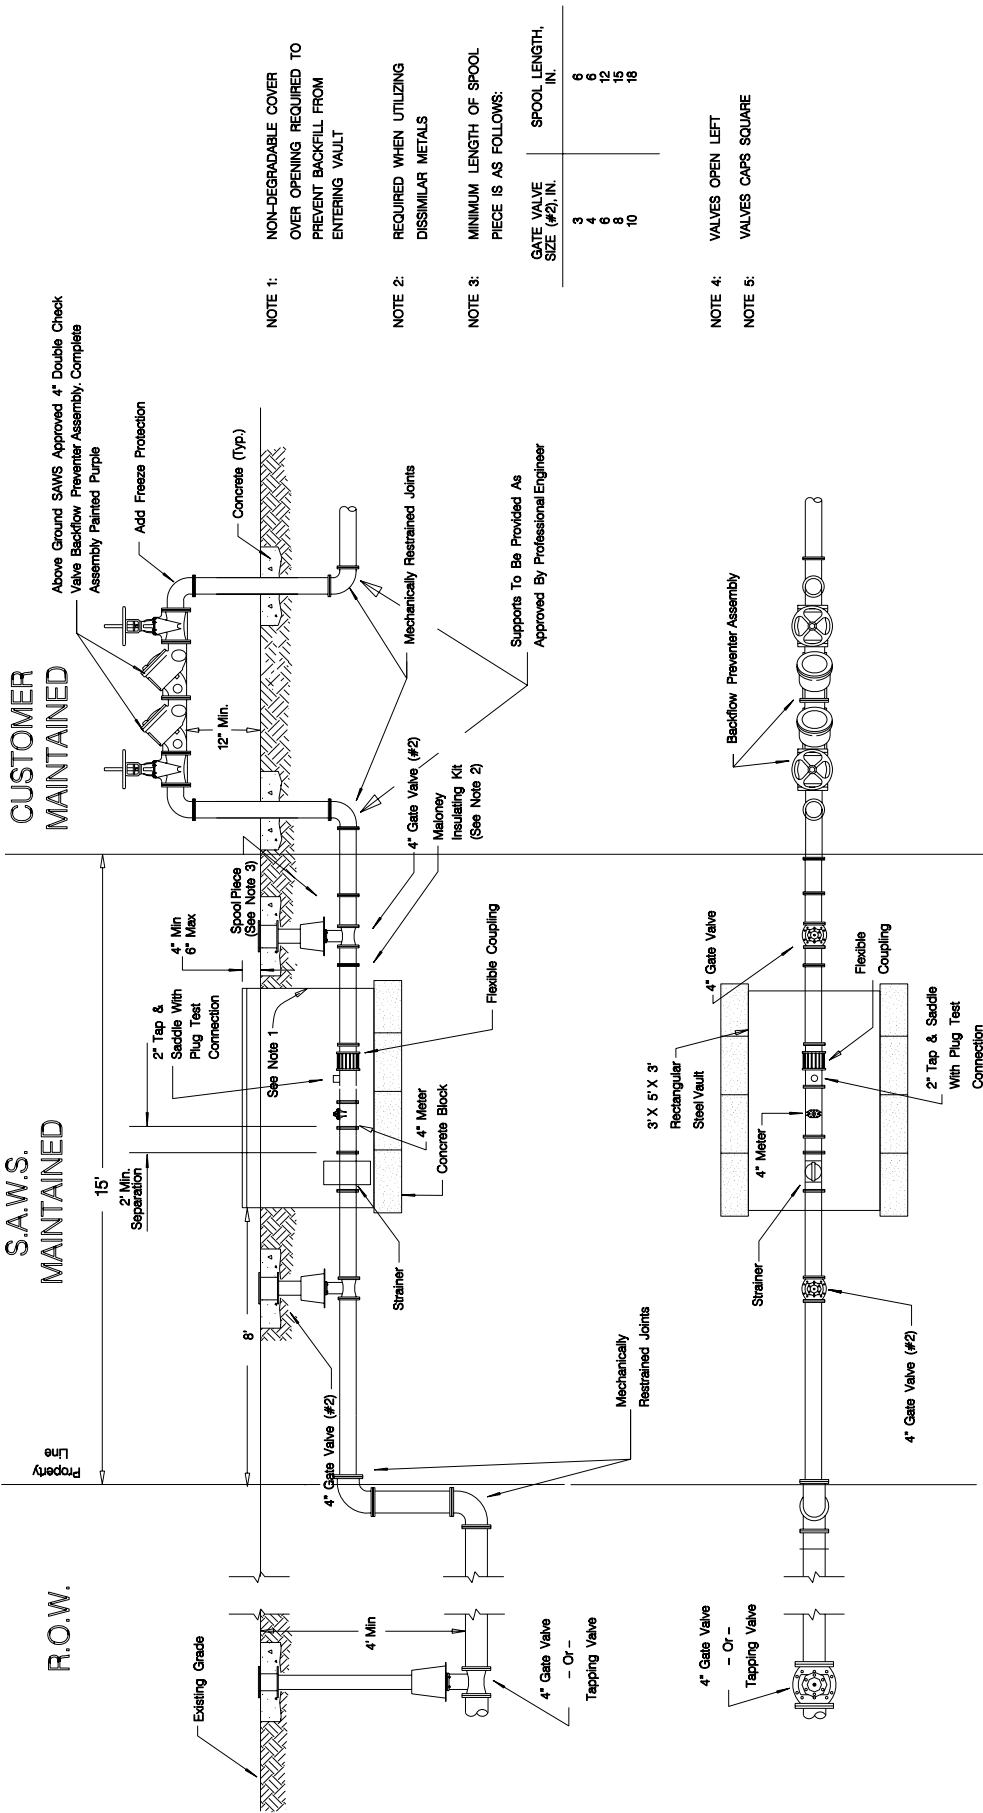 R.O.W.
S.A.W.S.
MAINTAINED
CUSTOMER
MAINTAINED
Property
Line
15'
8'
2' Min.
Separation
2" Tap &
Saddle With
Plug Test
Connection
4" Min
6" Max
See Note 1
Spool Piece
(See Note 3)
12" Min.
Above Ground SAWS Approved 4" Double Check
Valve Backflow Preventer Assembly. Complete
Assembly Painted Purple
Add Freeze Protection
Concrete (Typ.)
Existing Grade
4' Min
4" Gate Valve
- Or -
Tapping Valve
4" Gate Valve (#2)
Mechanically
Restrained Joints
Strainer
4" Meter
Concrete Block
Flexible Coupling
4" Gate Valve (#2)
Maloney
Insulating Kit
(See Note 2)
Mechanically Restrained Joints
Supports To Be Provided As
Approved By Professional Engineer
4" Gate Valve
- Or -
Tapping Valve
4" Gate Valve (#2)
Strainer
4" Meter
3' X 5' X 3'
Rectangular
Steel Vault
4" Gate Valve
Flexible
Coupling
2" Tap & Saddle
With Plug Test
Connection
Backflow Preventer Assembly
NOTE 1: NON-DEGRADABLE COVER
OVER OPENING REQUIRED TO
PREVENT BACKFILL FROM
ENTERING VAULT
NOTE 2: REQUIRED WHEN UTILIZING
DISSIMILAR METALS
NOTE 3: MINIMUM LENGTH OF SPOOL
PIECE IS AS FOLLOWS:
GATE VALVE SPOOL LENGTH,
SIZE (#2), IN. IN.
3 6
4 6
6 12
8 15
10 18
NOTE 4: VALVES OPEN LEFT
NOTE 5: VALVES CAPS SQUARE